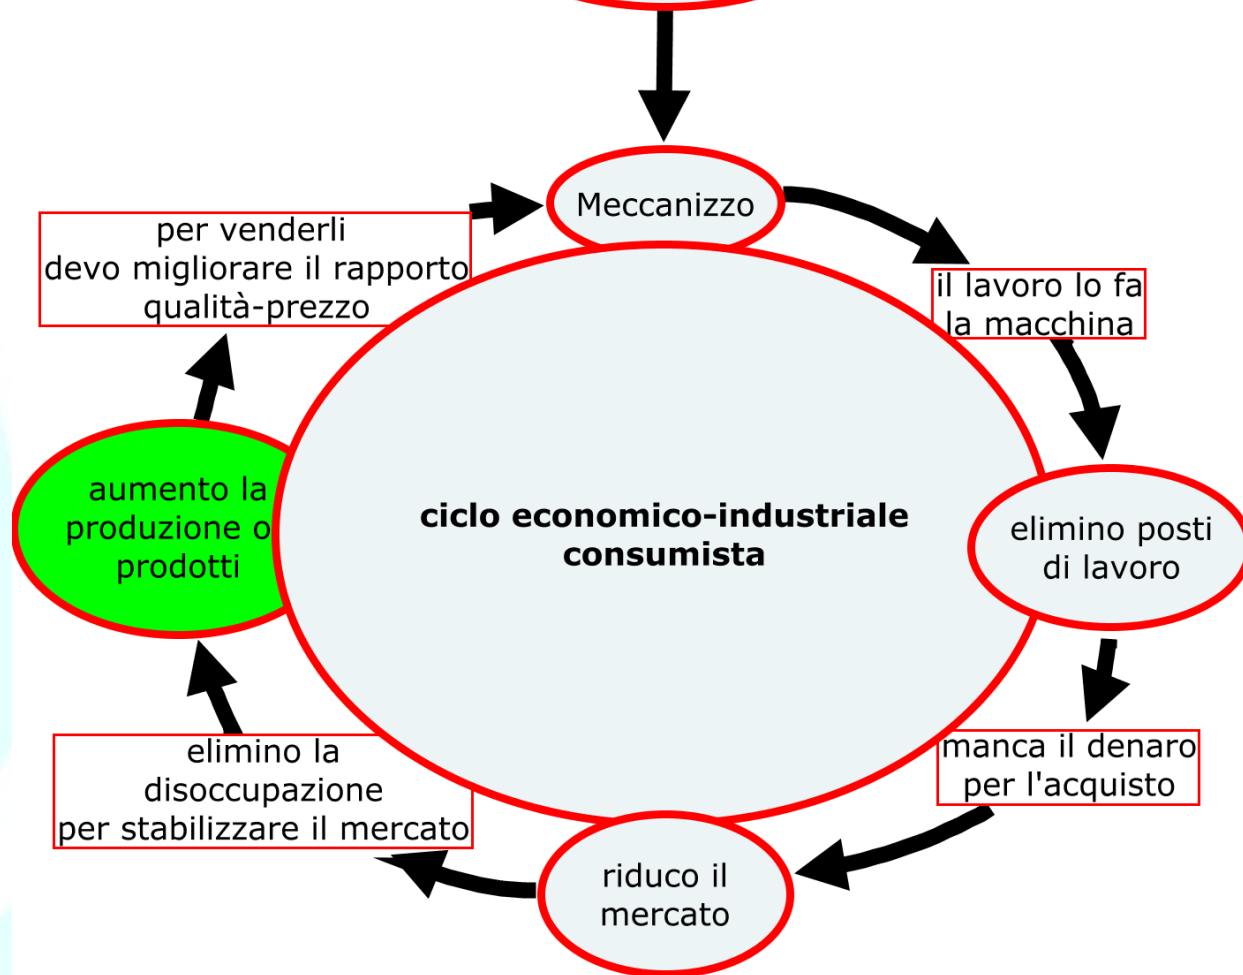 Meccanizzo
il lavoro lo fa
la macchina
elimino posti
di lavoro
manca il denaro
per l'acquisto
riduco il
mercato
elimino la
disoccupazione
per stabilizzare il mercato
aumento la
produzione o
prodotti
per venderli
devo migliorare il rapporto
qualità-prezzo
ciclo economico-industriale
consumista